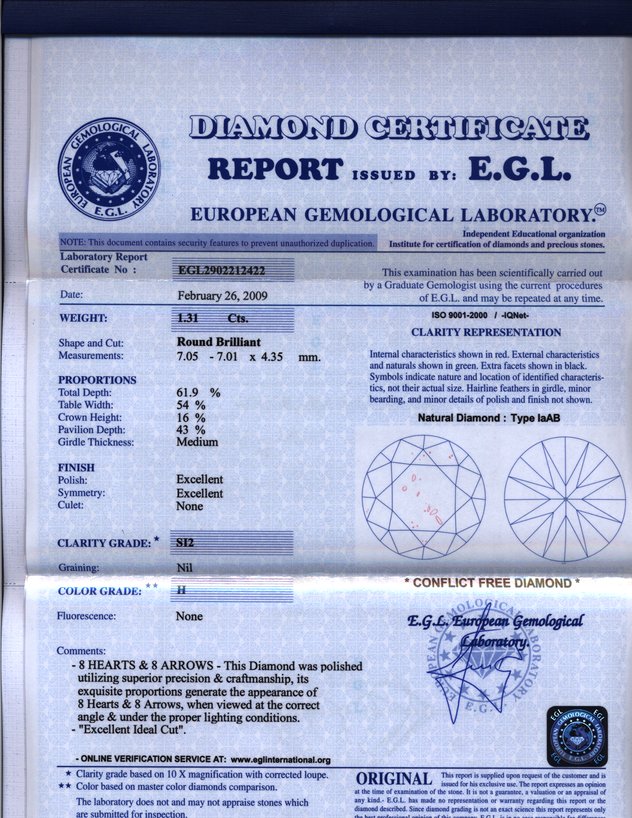 DIAMOND CERTIFICATE
REPORT ISSUED BY: E.G.L.
EUROPEAN GEMOLOGICAL LABORATORY.™
EUROPEAN GEMOLOGICAL LABORATORY
E.G.L.
Independent Educational organization
NOTE: This document contains security features to prevent unauthorized duplication.
Institute for certification of diamonds and precious stones.
Laboratory Report
Certificate No : EGL2902212422
Date: February 26, 2009
WEIGHT: 1.31 Cts.
Shape and Cut: Round Brilliant
Measurements: 7.05 - 7.01 x 4.35 mm.
PROPORTIONS
Total Depth: 61.9 %
Table Width: 54 %
Crown Height: 16 %
Pavilion Depth: 43 %
Girdle Thickness: Medium
FINISH
Polish: Excellent
Symmetry: Excellent
Culet: None
CLARITY GRADE: * SI2
Graining: Nil
COLOR GRADE: ** H
Fluorescence: None
Comments:
- 8 HEARTS & 8 ARROWS - This Diamond was polished
utilizing superior precision & craftmanship, its
exquisite proportions generate the appearance of
8 Hearts & 8 Arrows, when viewed at the correct
angle & under the proper lighting conditions.
- "Excellent Ideal Cut".
- ONLINE VERIFICATION SERVICE AT: www.eglinternational.org
* Clarity grade based on 10 X magnification with corrected loupe.
** Color based on master color diamonds comparison.
The laboratory does not and may not appraise stones which
are submitted for inspection.
This examination has been scientifically carried out
by a Graduate Gemologist using the current procedures
of E.G.L. and may be repeated at any time.
ISO 9001-2000 / -IQNet-
CLARITY REPRESENTATION
Internal characteristics shown in red. External characteristics
and naturals shown in green. Extra facets shown in black.
Symbols indicate nature and location of identified characteris-
tics, not their actual size. Hairline feathers in girdle, minor
bearding, and minor details of polish and finish not shown.
Natural Diamond : Type IaAB
* CONFLICT FREE DIAMOND *
E.G.L. European Gemological
Laboratory.
EUROPEAN GEMOLOGICAL LABORATORY
E.G.L.
EGL EGL
EGL EGL
ORIGINAL This report is supplied upon request of the customer and is
issued for his exclusive use. The report expresses an opinion
at the time of examination of the stone. It is not a guarantee, a valuation or an appraisal of
any kind.- E.G.L. has made no representation or warranty regarding this report or the
diamond described. Since diamond grading is not an exact science this report represents only